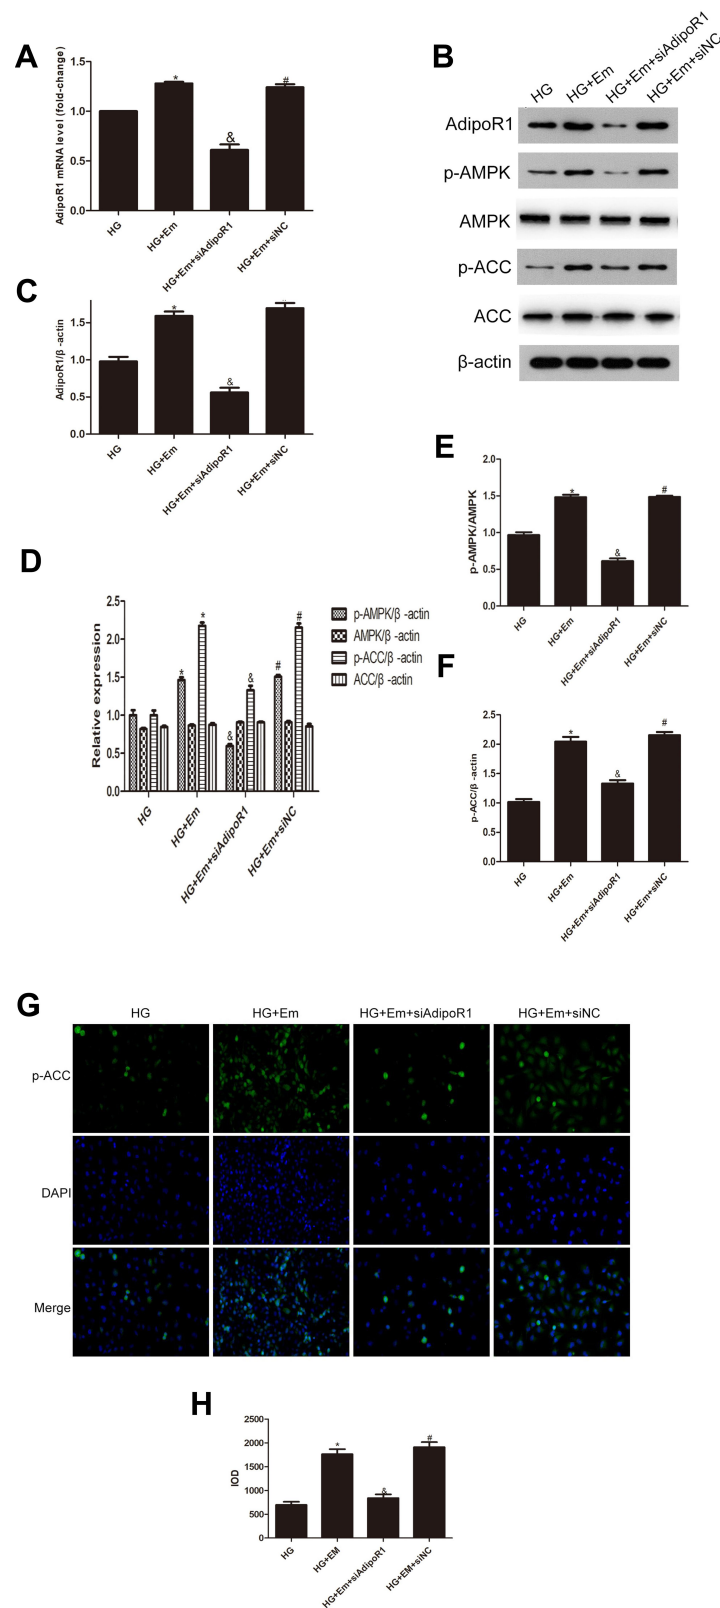 A
AdipoR1 mRNA level (fold-change)
1.5
1.0
0.5
0.0
*
&
#
HG
HG+Em
HG+Em+siAdipoR1
HG+Em+siNC
B
HG
HG+Em
HG+Em+siAdipoR1
HG+Em+siNC
AdipoR1
p-AMPK
AMPK
p-ACC
ACC
β-actin
C
AdipoR1/β -actin
1.5
1.0
0.5
0.0
*
&
HG
HG+Em
HG+Em+siAdipoR1
HG+Em+siNC
D
Relative expression
2.5
2.0
1.5
1.0
0.5
0.0
*
*
&
&
#
#
HG
HG+Em
HG+Em+siAdipoR1
HG+Em+siNC
p-AMPK/β -actin
AMPK/β -actin
p-ACC/β -actin
ACC/β -actin
E
p-AMPK/AMPK
2.0
1.5
1.0
0.5
0.0
*
&
#
HG
HG+Em
HG+Em+siAdipoR1
HG+Em+siNC
F
p-ACC/β -actin
2.5
2.0
1.5
1.0
0.5
0.0
*
&
#
HG
HG+Em
HG+Em+siAdipoR1
HG+Em+siNC
G
HG
HG+Em
HG+Em+siAdipoR1
HG+Em+siNC
p-ACC
DAPI
Merge
H
IOD
2500
2000
1500
1000
500
0
*
&
#
HG
HG+EM
HG+Em+siAdipoR1
HG+EM+siNC